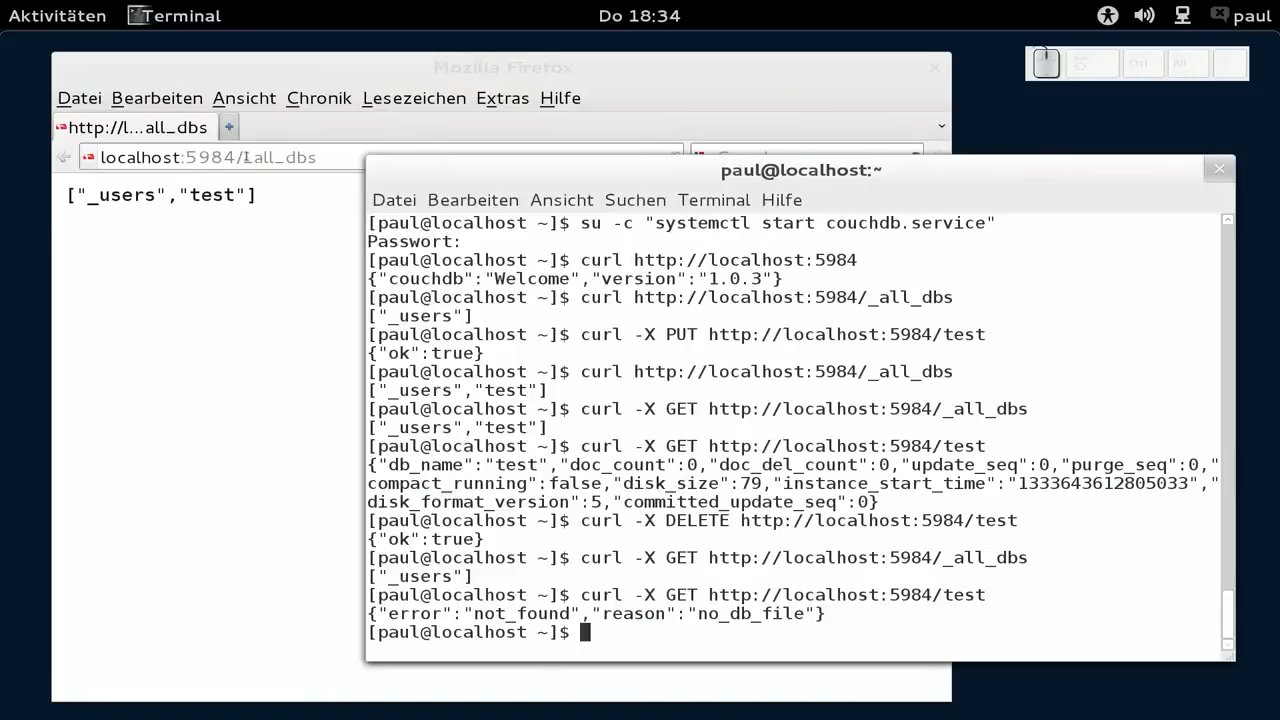 Aktivitäten Terminal Do 18:34 paul
Mozilla Firefox
Datei Bearbeiten Ansicht Chronik Lesezeichen Extras Hilfe
http://l...all_dbs
localhost:5984/_all_dbs
["_users","test"]
paul@localhost:~
Datei Bearbeiten Ansicht Suchen Terminal Hilfe
[paul@localhost ~]$ su -c "systemctl start couchdb.service"
Passwort:
[paul@localhost ~]$ curl http://localhost:5984
{"couchdb":"Welcome","version":"1.0.3"}
[paul@localhost ~]$ curl http://localhost:5984/_all_dbs
["_users"]
[paul@localhost ~]$ curl -X PUT http://localhost:5984/test
{"ok":true}
[paul@localhost ~]$ curl http://localhost:5984/_all_dbs
["_users","test"]
[paul@localhost ~]$ curl -X GET http://localhost:5984/_all_dbs
["_users","test"]
[paul@localhost ~]$ curl -X GET http://localhost:5984/test
{"db_name":"test","doc_count":0,"doc_del_count":0,"update_seq":0,"purge_seq":0,"
compact_running":false,"disk_size":79,"instance_start_time":"1333643612805033","
disk_format_version":5,"committed_update_seq":0}
[paul@localhost ~]$ curl -X DELETE http://localhost:5984/test
{"ok":true}
[paul@localhost ~]$ curl -X GET http://localhost:5984/_all_dbs
["_users"]
[paul@localhost ~]$ curl -X GET http://localhost:5984/test
{"error":"not_found","reason":"no_db_file"}
[paul@localhost ~]$